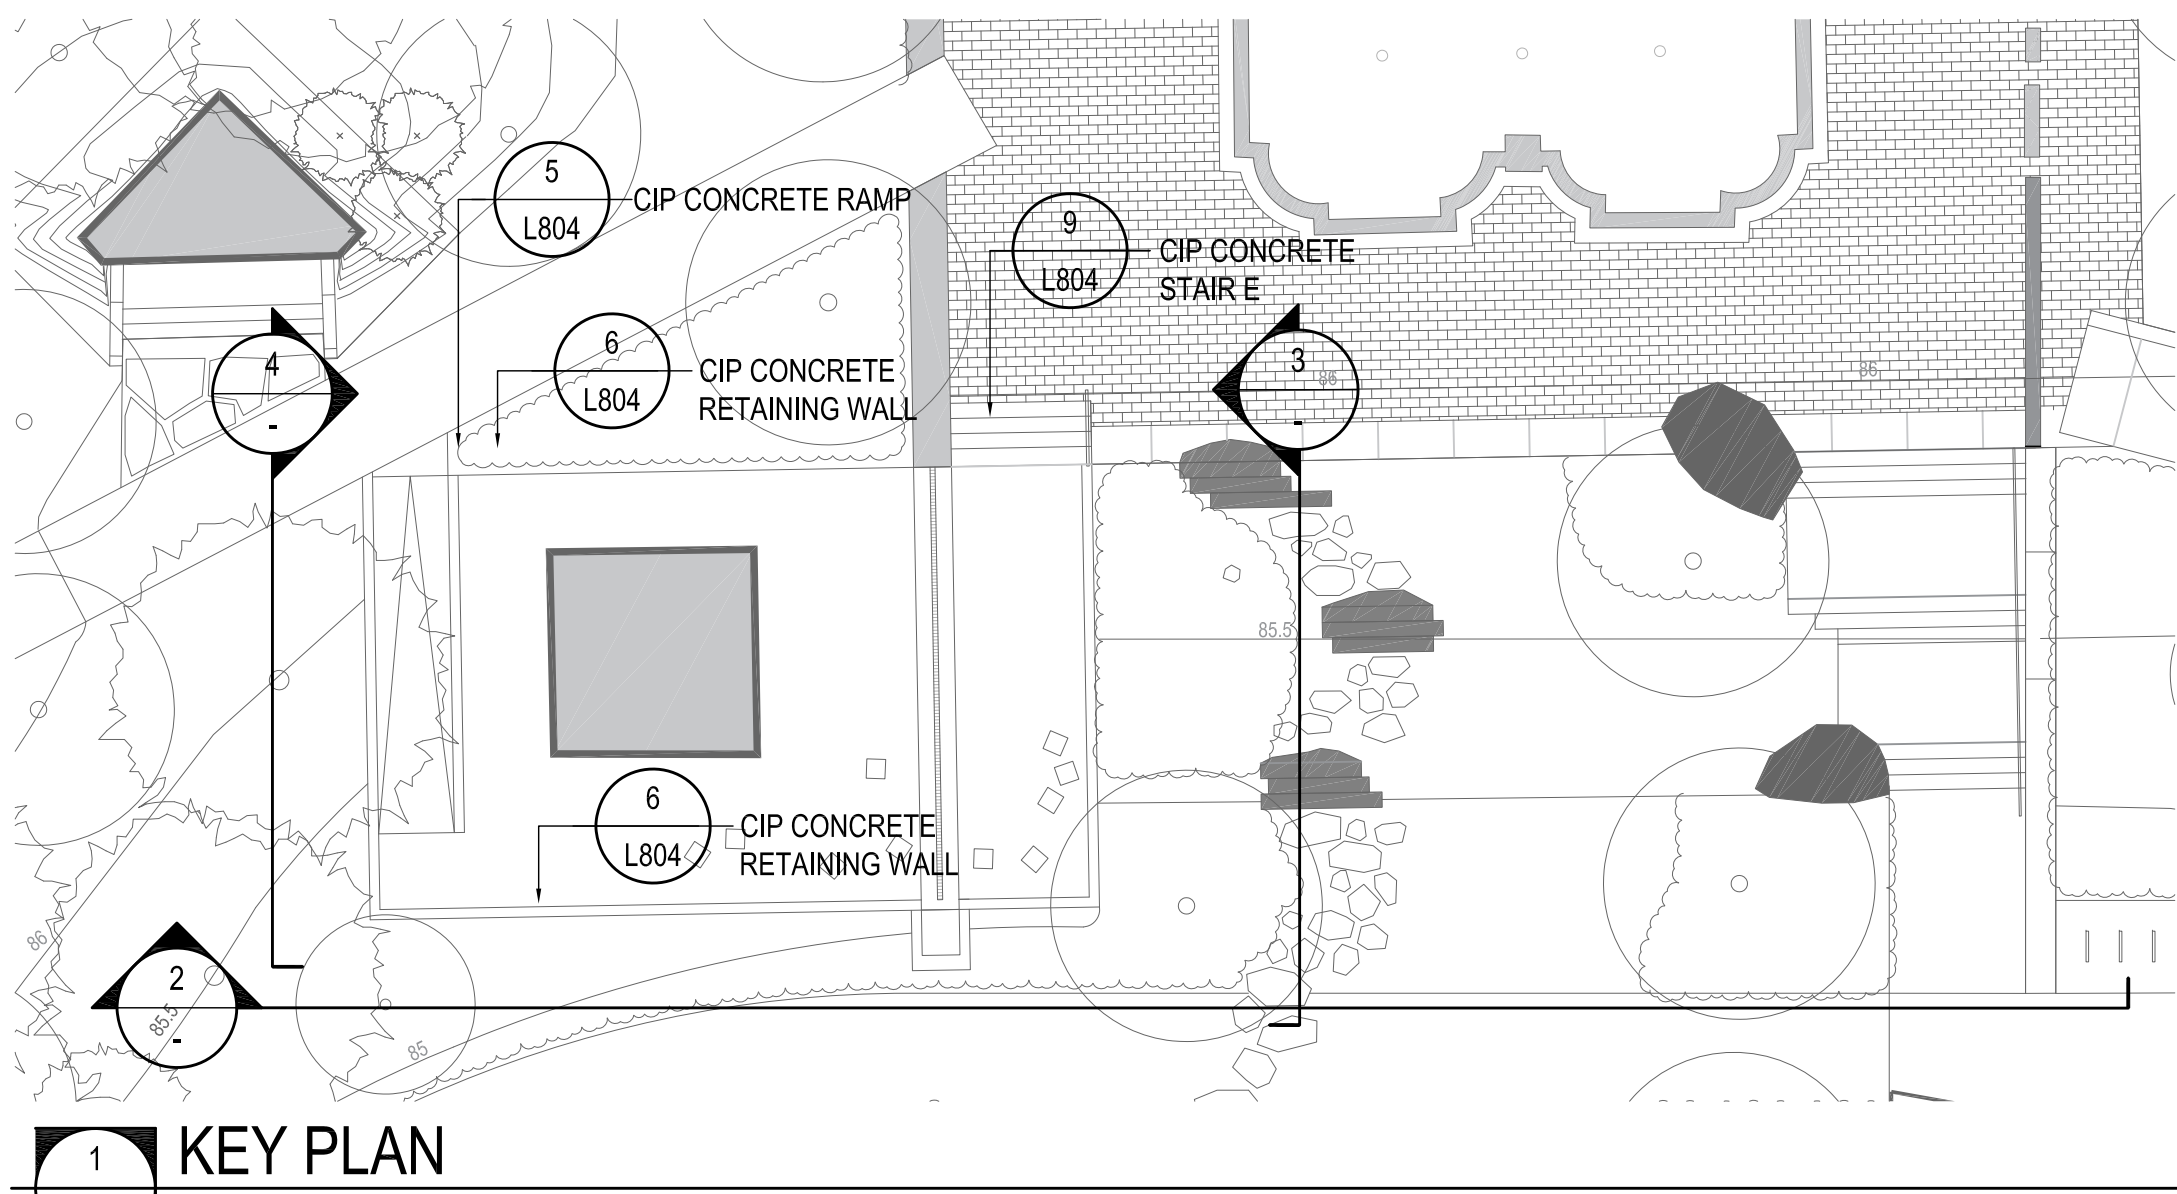 5
L804
CIP CONCRETE RAMP
9
L804
CIP CONCRETE
STAIR E
6
L804
CIP CONCRETE
RETAINING WALL
4
-
3
-
86
86
85.5
6
L804
CIP CONCRETE
RETAINING WALL
86
2
-
85.5
85
1
KEY PLAN